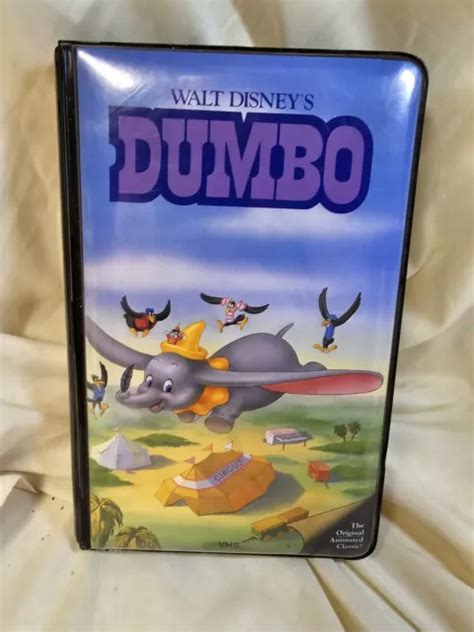 WALT DISNEY'S
DUMBO
CIRCUS
The
Original
Animated
Classic!
VHS